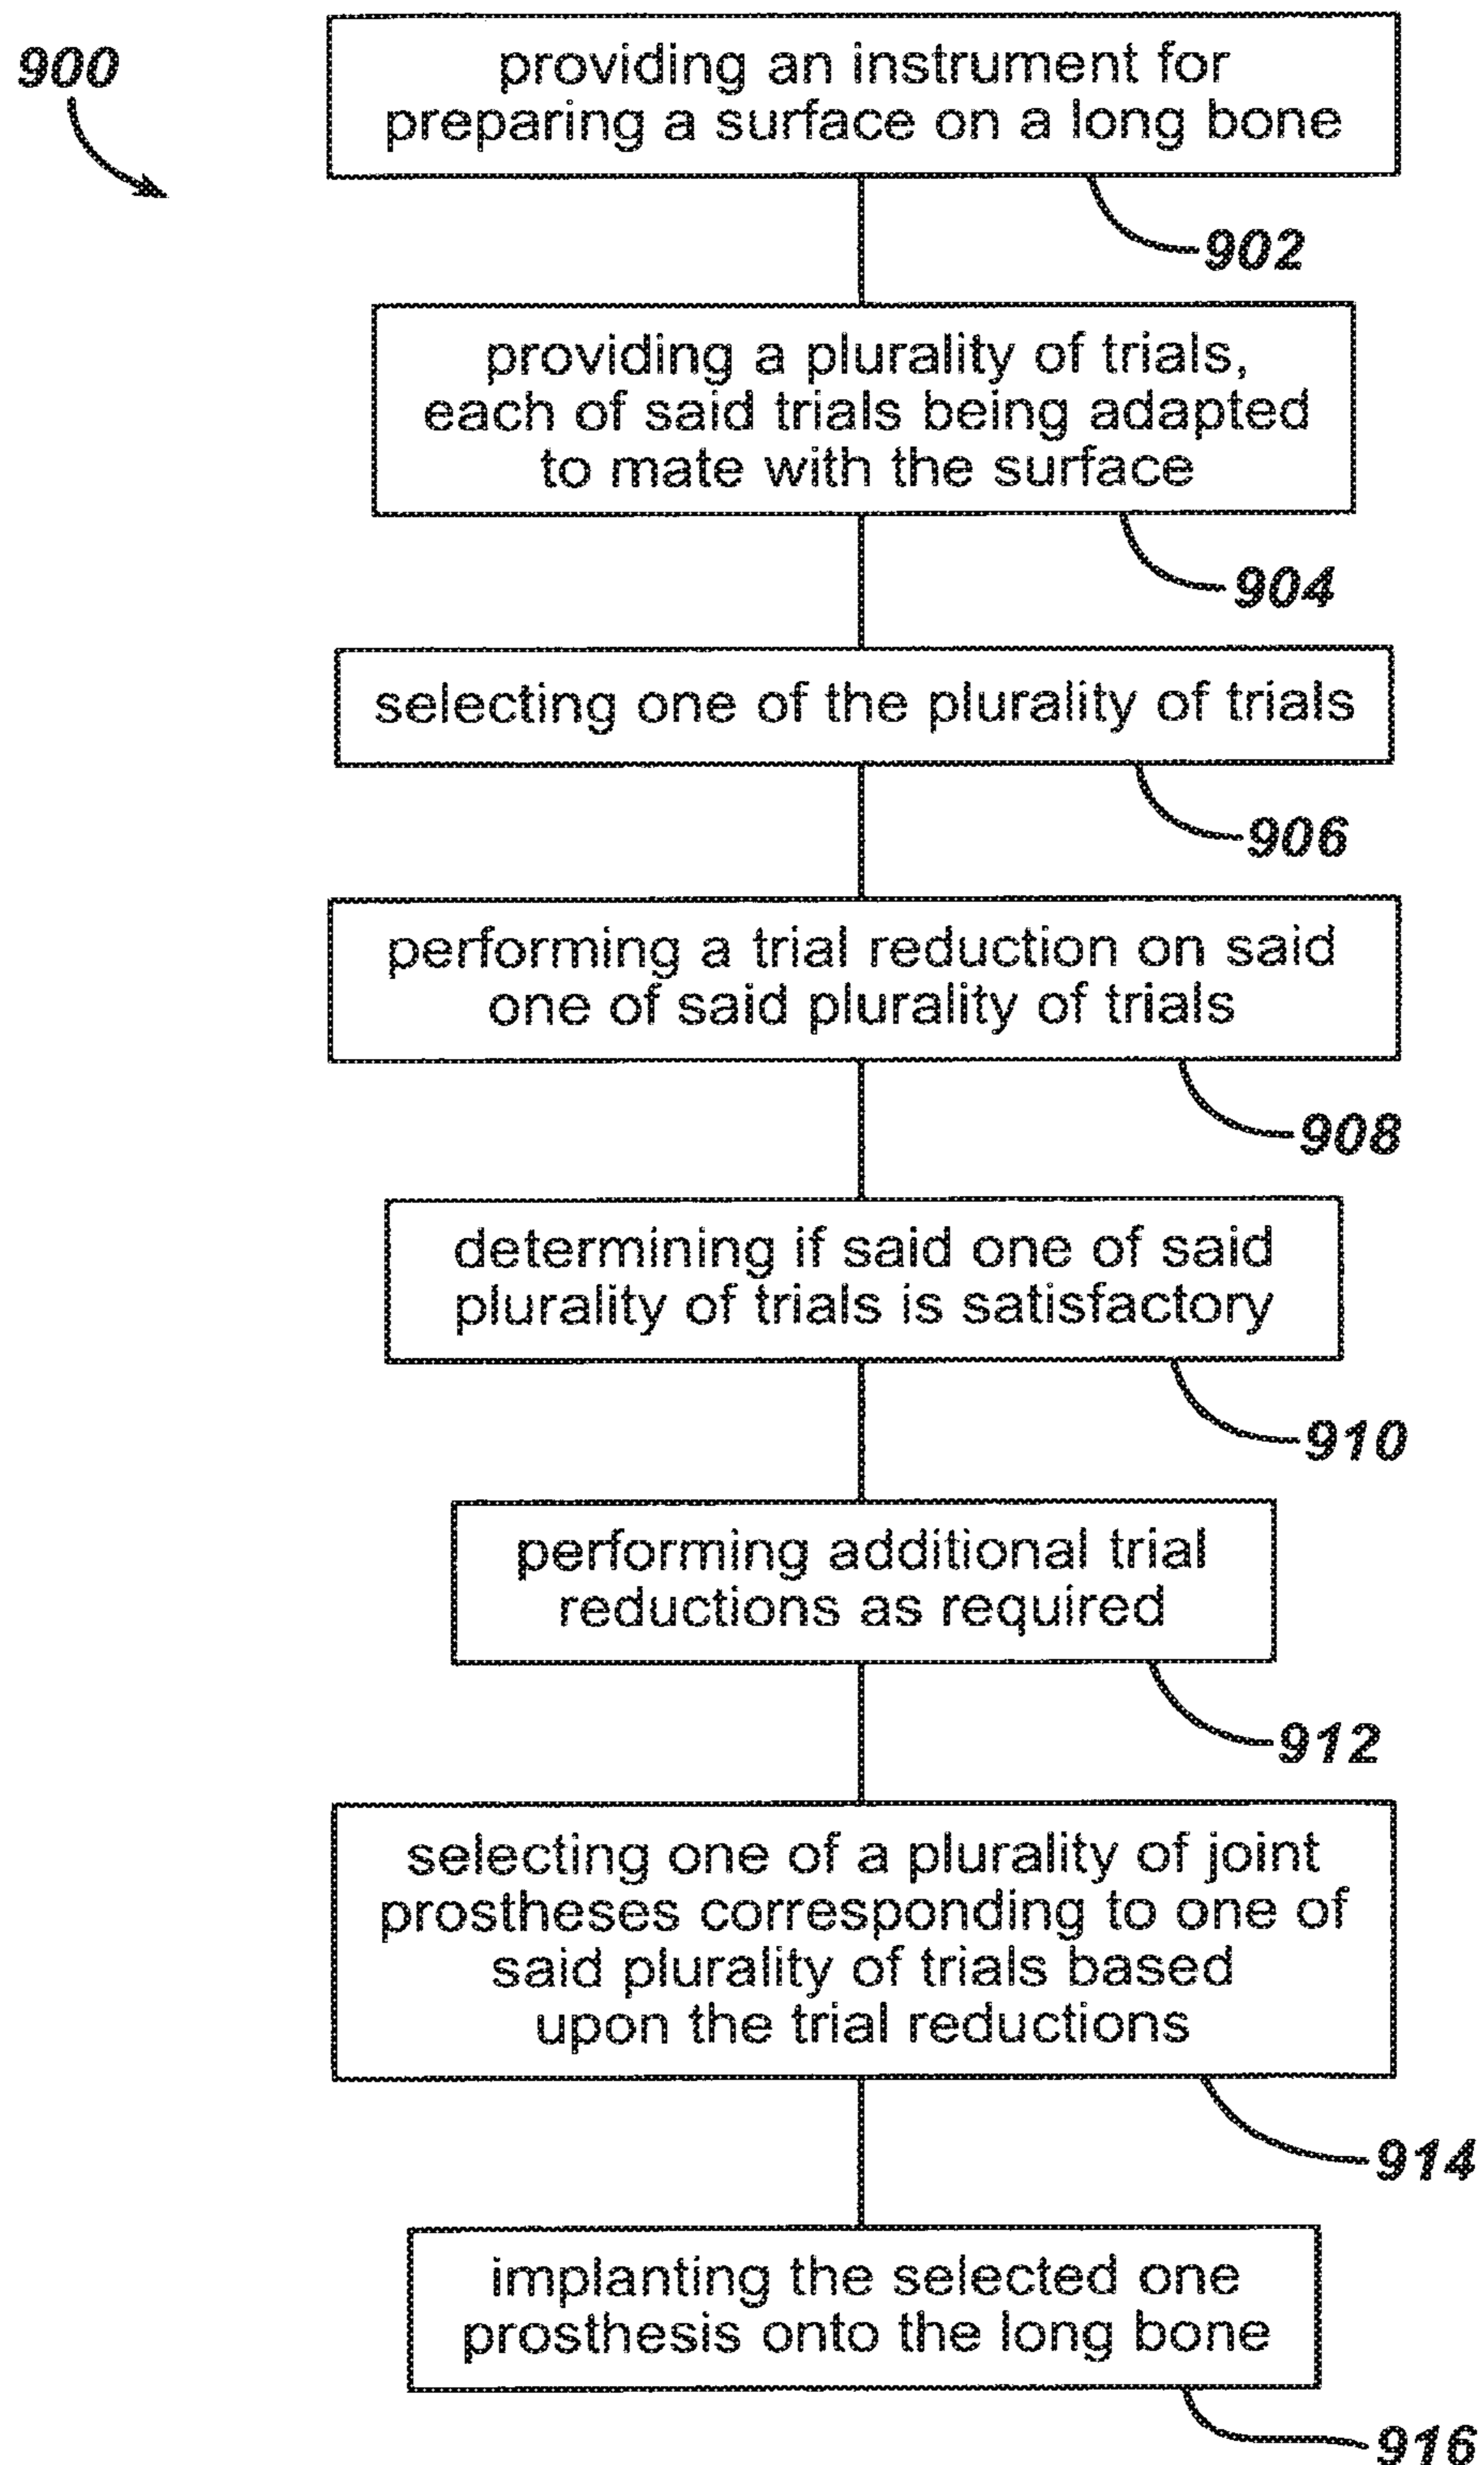 900
providing an instrument for
preparing a surface on a long bone
902
providing a plurality of trials,
each of said trials being adapted
to mate with the surface
904
selecting one of the plurality of trials
906
performing a trial reduction on said
one of said plurality of trials
908
determining if said one of said
plurality of trials is satisfactory
910
performing additional trial
reductions as required
912
selecting one of a plurality of joint
prostheses corresponding to one of
said plurality of trials based
upon the trial reductions
914
implanting the selected one
prosthesis onto the long bone
916